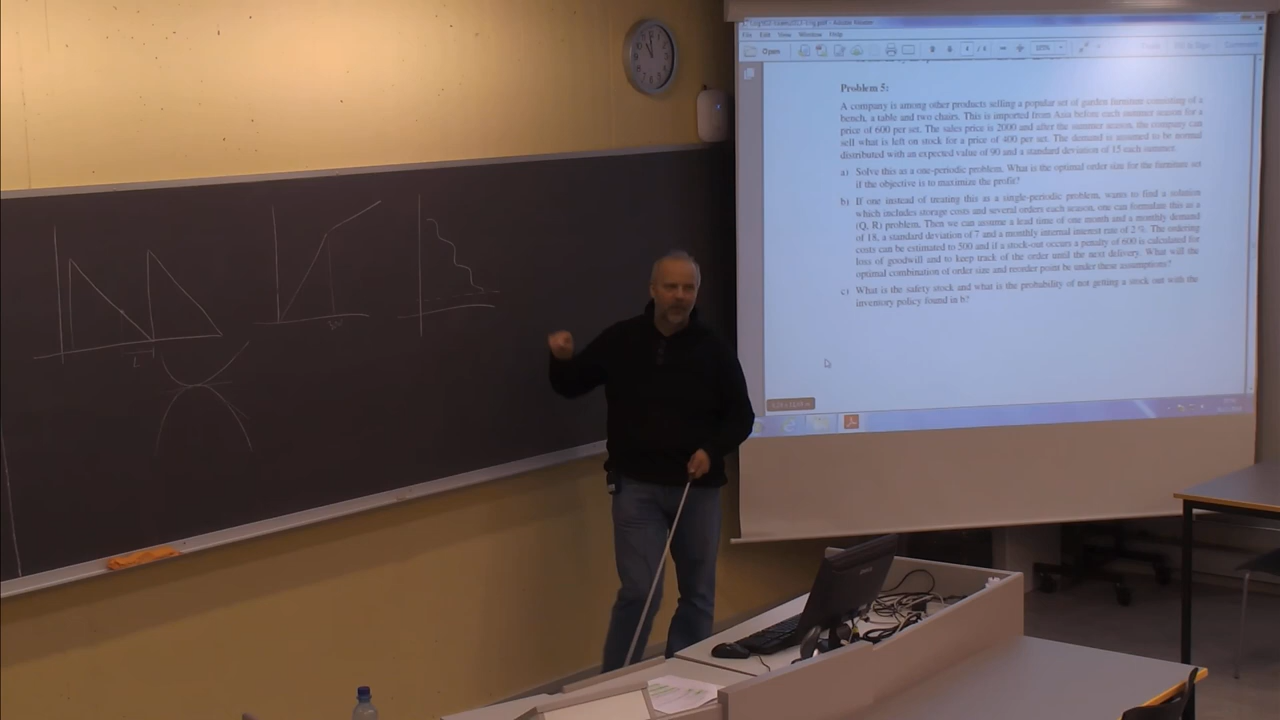 File Edit View Window Help
Open
Problem 5:
A company is among other products selling a popular set of garden furniture consisting of a
bench, a table and two chairs. This is imported from Asia before each summer season for a
price of 600 per set. The sales price is 2000 and after the summer season, the company can
sell what is left on stock for a price of 400 per set. The demand is assumed to be normal
distributed with an expected value of 90 and a standard deviation of 15 each summer.
a) Solve this as a one-periodic problem. What is the optimal order size for the furniture set
if the objective is to maximize the profit?
b) If one instead of treating this as a single-periodic problem, wants to find a solution
which includes storage costs and several orders each season, one can formulate this as a
(Q, R) problem. Then we can assume a lead time of one month and a monthly demand
of 18, a standard deviation of 7 and a monthly internal interest rate of 2 %. The ordering
costs can be estimated to 500 and if a stock-out occurs a penalty of 600 is calculated for
loss of goodwill and to keep track of the order until the next delivery. What will the
optimal combination of order size and reorder point be under these assumptions?
c) What is the safety stock and what is the probability of not getting a stock out with the
inventory policy found in b?
L